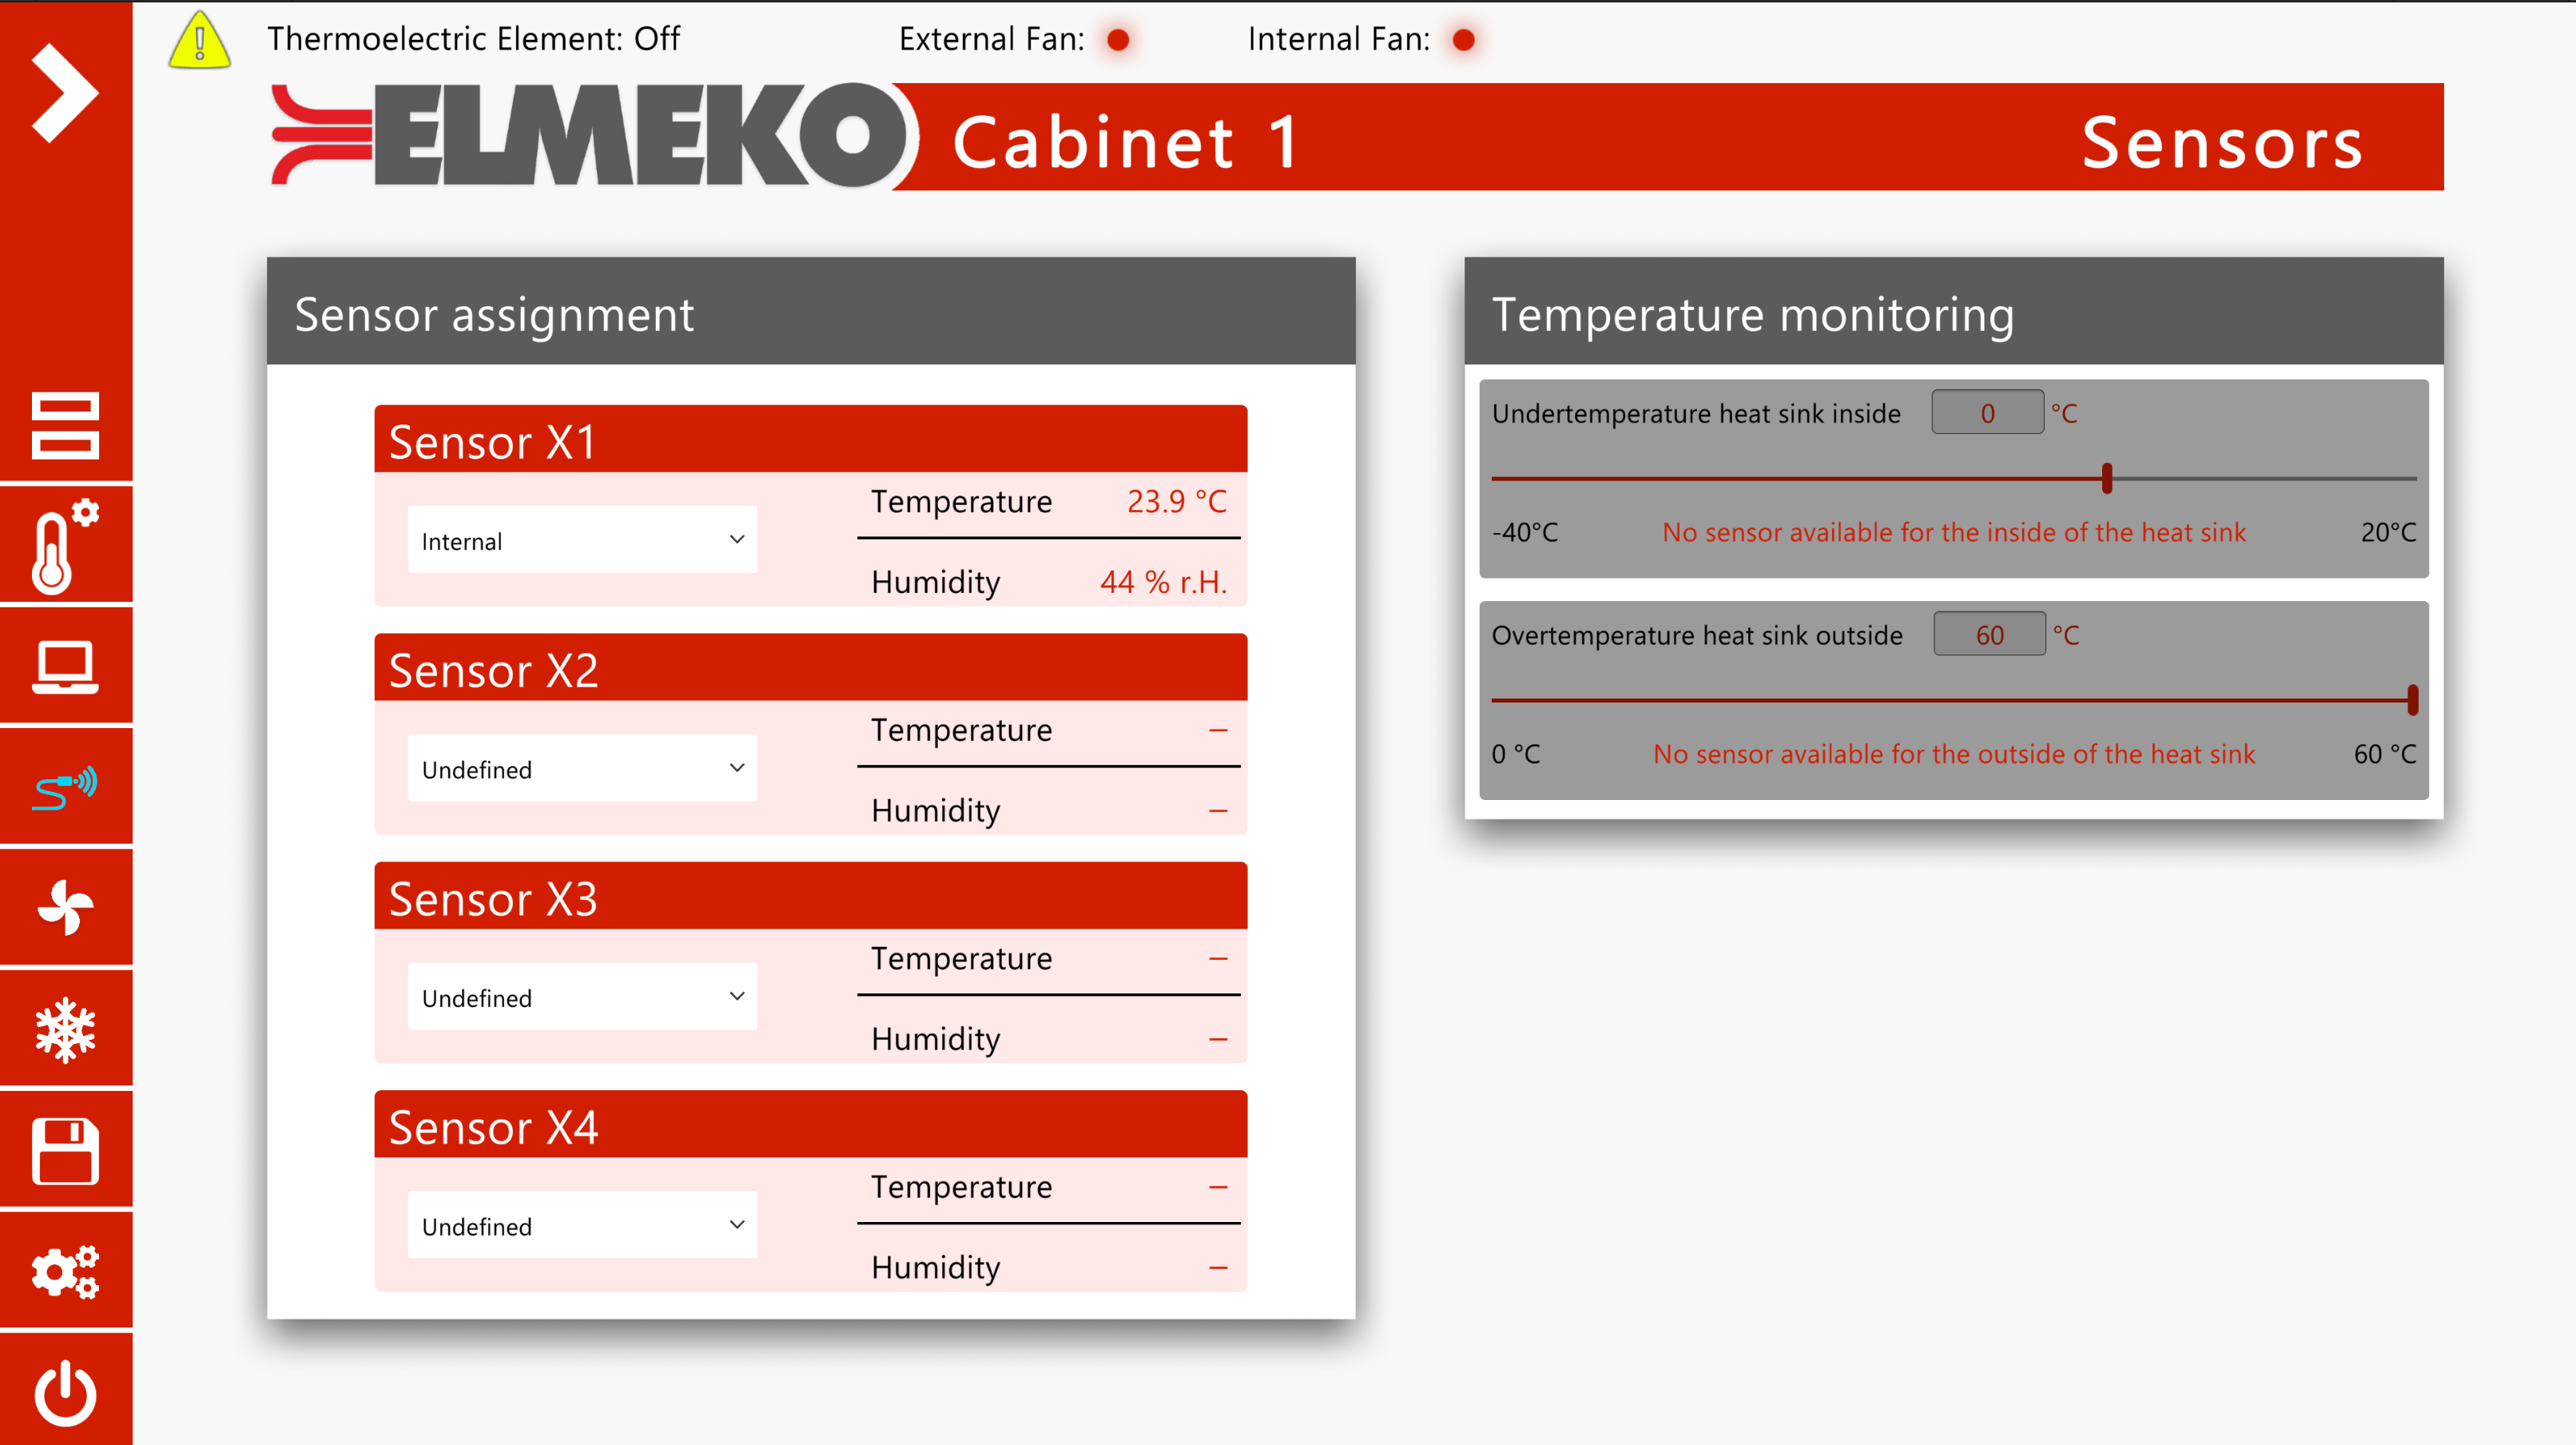 Thermoelectric Element: Off External Fan: Internal Fan:
ELMEKO Cabinet 1 Sensors
Sensor assignment
Sensor X1
Internal
Temperature 23.9 °C
Humidity 44 % r.H.
Sensor X2
Undefined
Temperature –
Humidity –
Sensor X3
Undefined
Temperature –
Humidity –
Sensor X4
Undefined
Temperature –
Humidity –
Temperature monitoring
Undertemperature heat sink inside 0 °C
-40°C No sensor available for the inside of the heat sink 20°C
Overtemperature heat sink outside 60 °C
0 °C No sensor available for the outside of the heat sink 60 °C